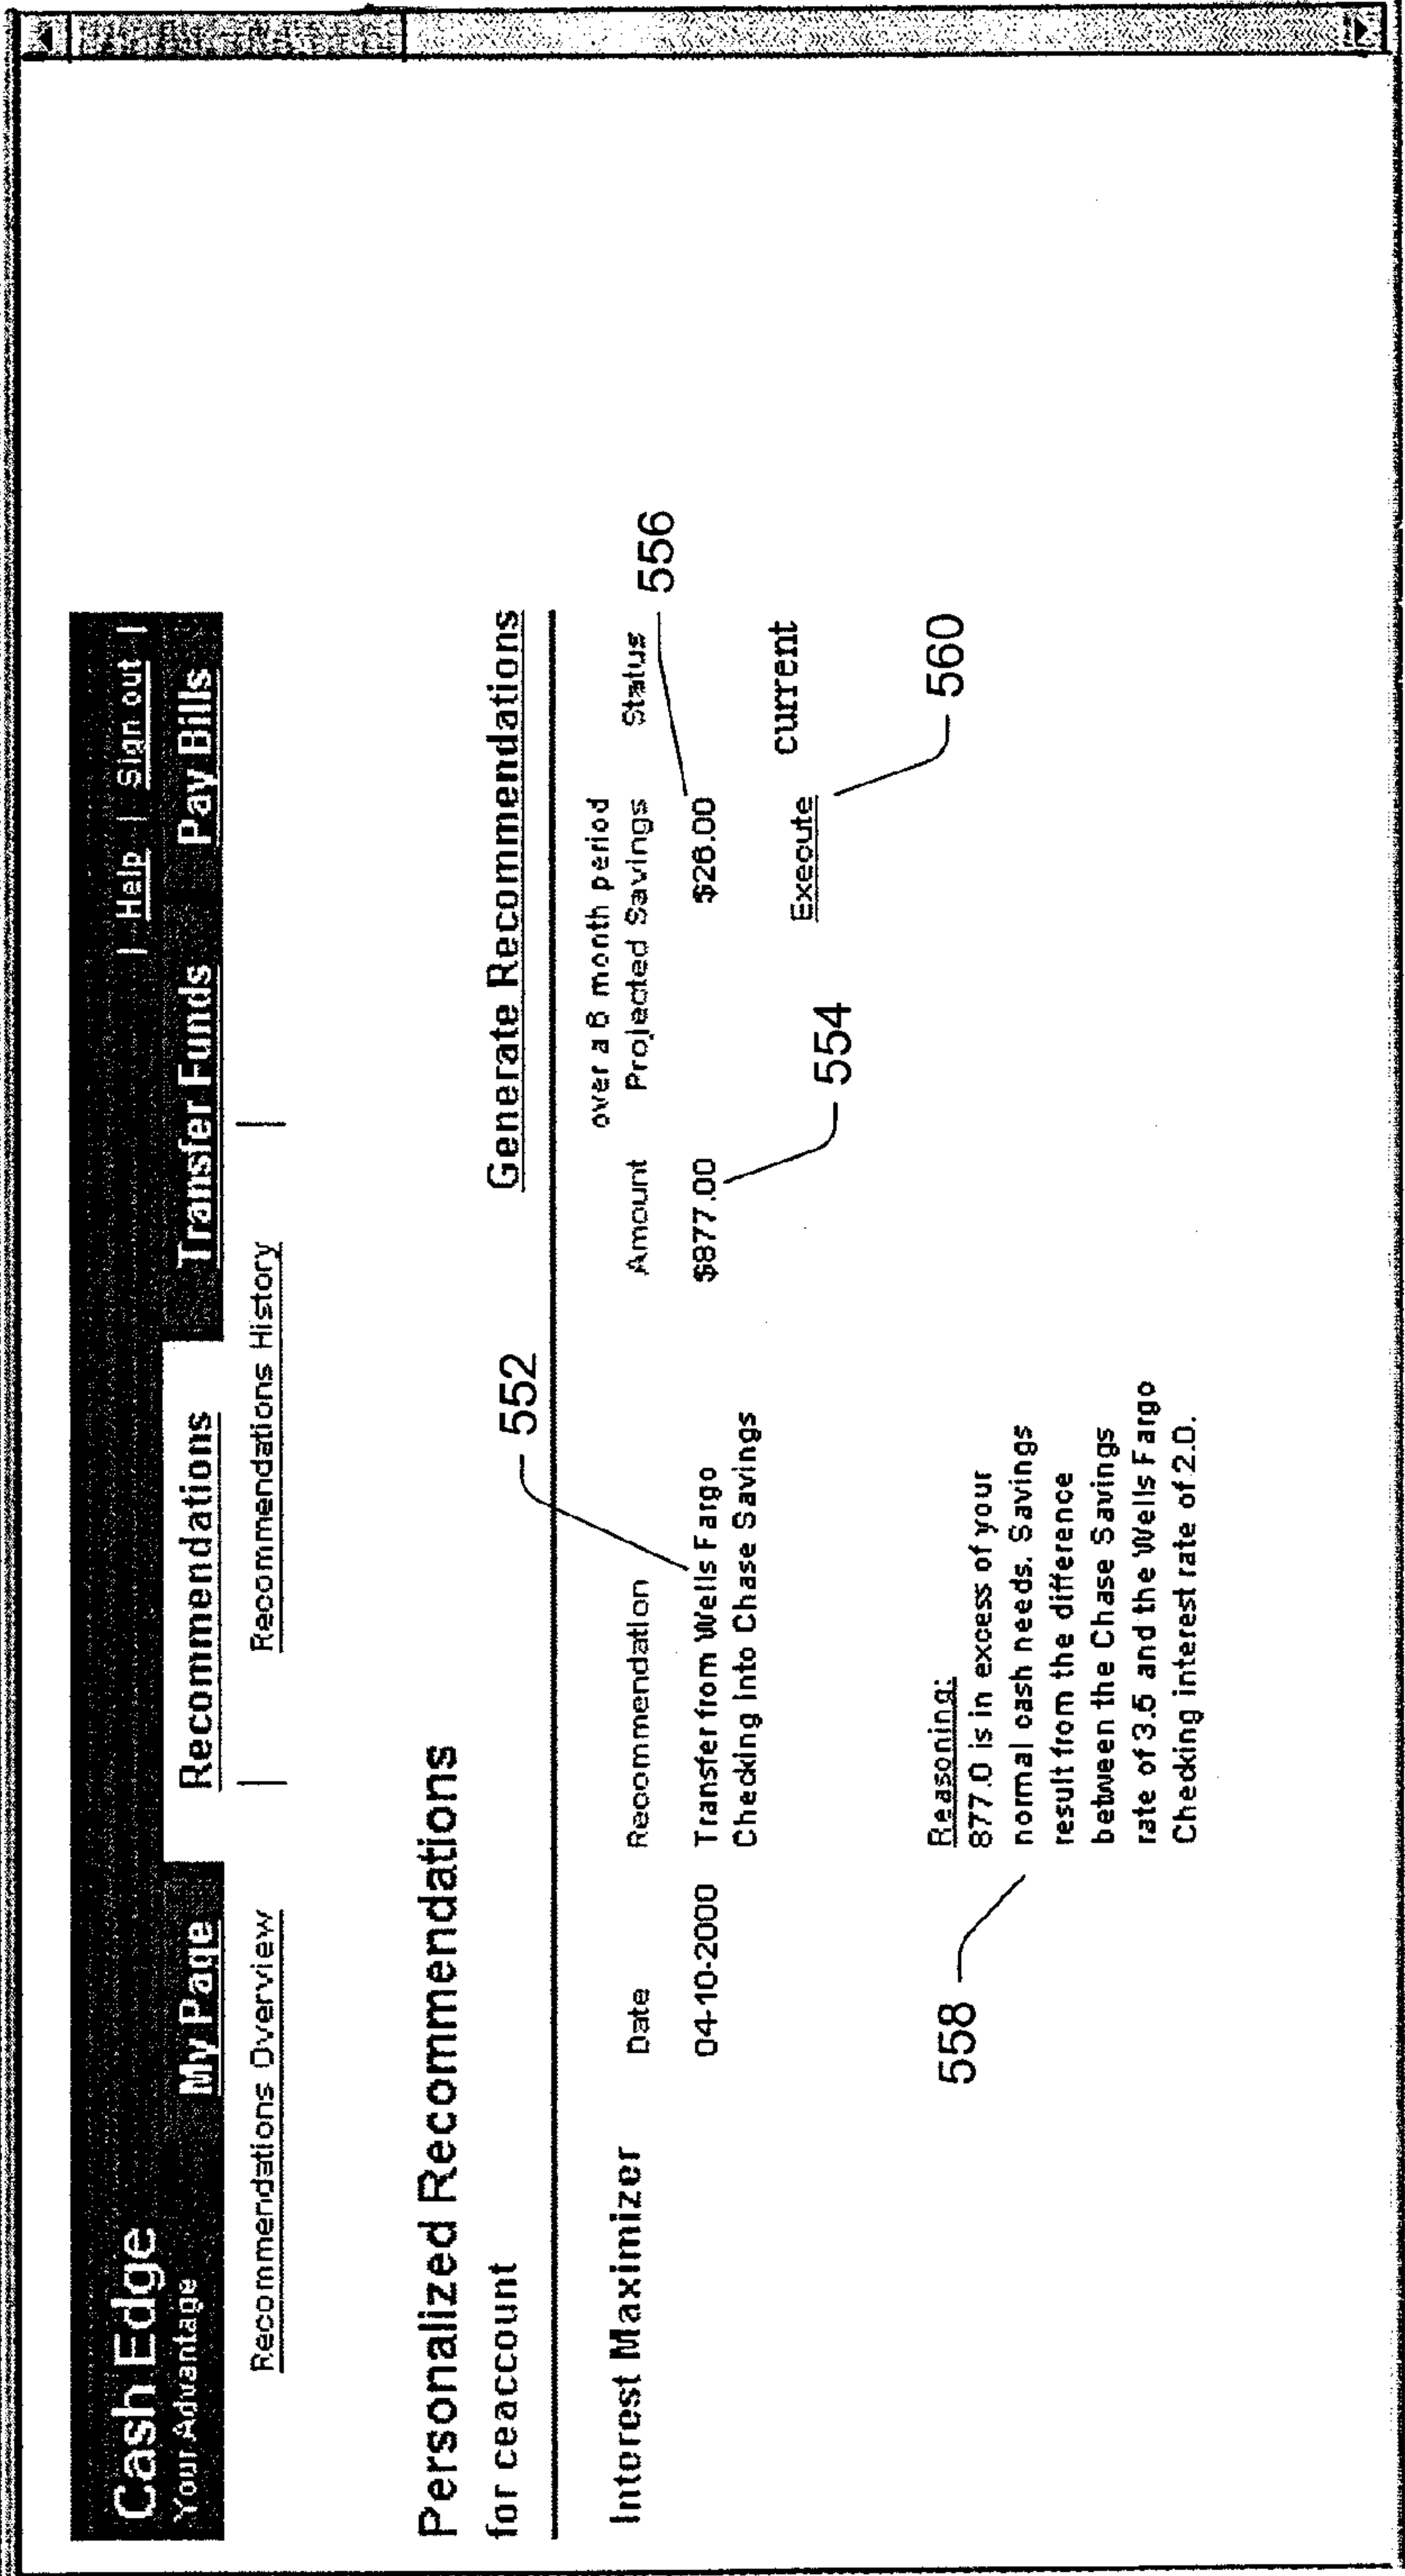 Cash Edge
| Help | Sign out |
Your Advantage
My Page Recommendations Transfer Funds Pay Bills
Recommendations Overview | Recommendations History |
Personalized Recommendations
for ceaccount
Generate Recommendations
552
Interest Maximizer
over a 6 month period
Date Recommendation Amount Projected Savings Status
556
04-10-2000 Transfer from Wells Fargo $877.00 $26.00
Checking into Chase Savings
current
Execute
554
560
558
Reasoning:
877.0 is in excess of your
normal cash needs. Savings
result from the difference
between the Chase Savings
rate of 3.5 and the Wells Fargo
Checking interest rate of 2.0.